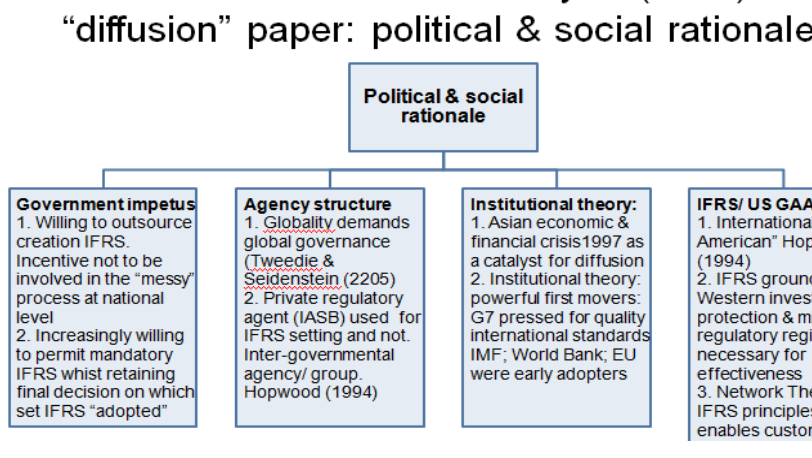 “diffusion” paper: political & social rationale
Political & social
rationale
Government impetus
1. Willing to outsource
creation IFRS.
Incentive not to be
involved in the “messy”
process at national
level
2. Increasingly willing
to permit mandatory
IFRS whist retaining
final decision on which
set IFRS “adopted”
Agency structure
1. Globality demands
global governance
(Tweedie &
Seidenstein (2205)
2. Private regulatory
agent (IASB) used for
IFRS setting and not.
Inter-governmental
agency/ group.
Hopwood (1994)
Institutional theory:
1. Asian economic &
financial crisis1997 as
a catalyst for diffusion
2. Institutional theory:
powerful first movers:
G7 pressed for quality
international standards
IMF; World Bank; EU
were early adopters
IFRS/ US GAA
1. Internationa
American” Hop
(1994)
2. IFRS groun
Western inves
protection & m
regulatory regi
necessary for
effectiveness
3. Network The
IFRS principles
enables custo